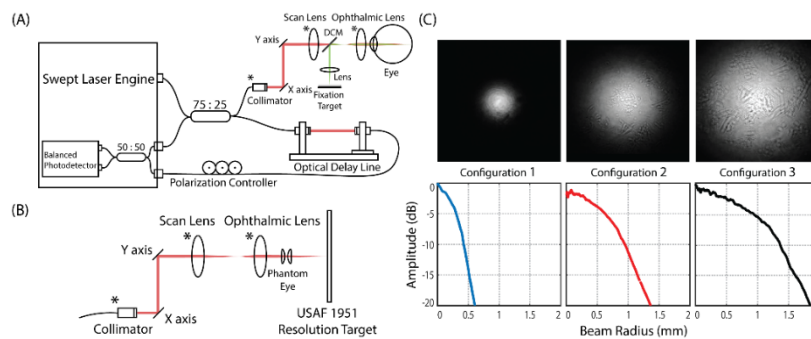 (A)
Swept Laser Engine
Balanced
Photodetector
50 : 50
75 : 25
Polarization Controller
Optical Delay Line
*
Collimator
X axis
Y axis
Scan Lens
*
DCM
Ophthalmic Lens
*
Eye
Lens
Fixation
Target
(B)
*
Collimator
X axis
Y axis
Scan Lens
*
Ophthalmic Lens
*
Phantom
Eye
USAF 1951
Resolution Target
(C)
Configuration 1
Configuration 2
Configuration 3
Amplitude (dB)
0
-5
-10
-15
-20
0 0.5 1 1.5 2
0 0.5 1 1.5 2
0 0.5 1 1.5 2
Beam Radius (mm)